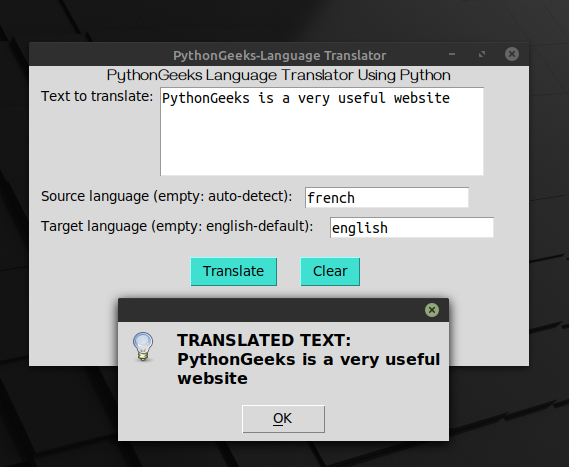 PythonGeeks-Language Translator
PythonGeeks Language Translator Using Python
Text to translate: PythonGeeks is a very useful website
Source language (empty: auto-detect): french
Target language (empty: english-default): english
Translate Clear
TRANSLATED TEXT:
PythonGeeks is a very useful
website
OK